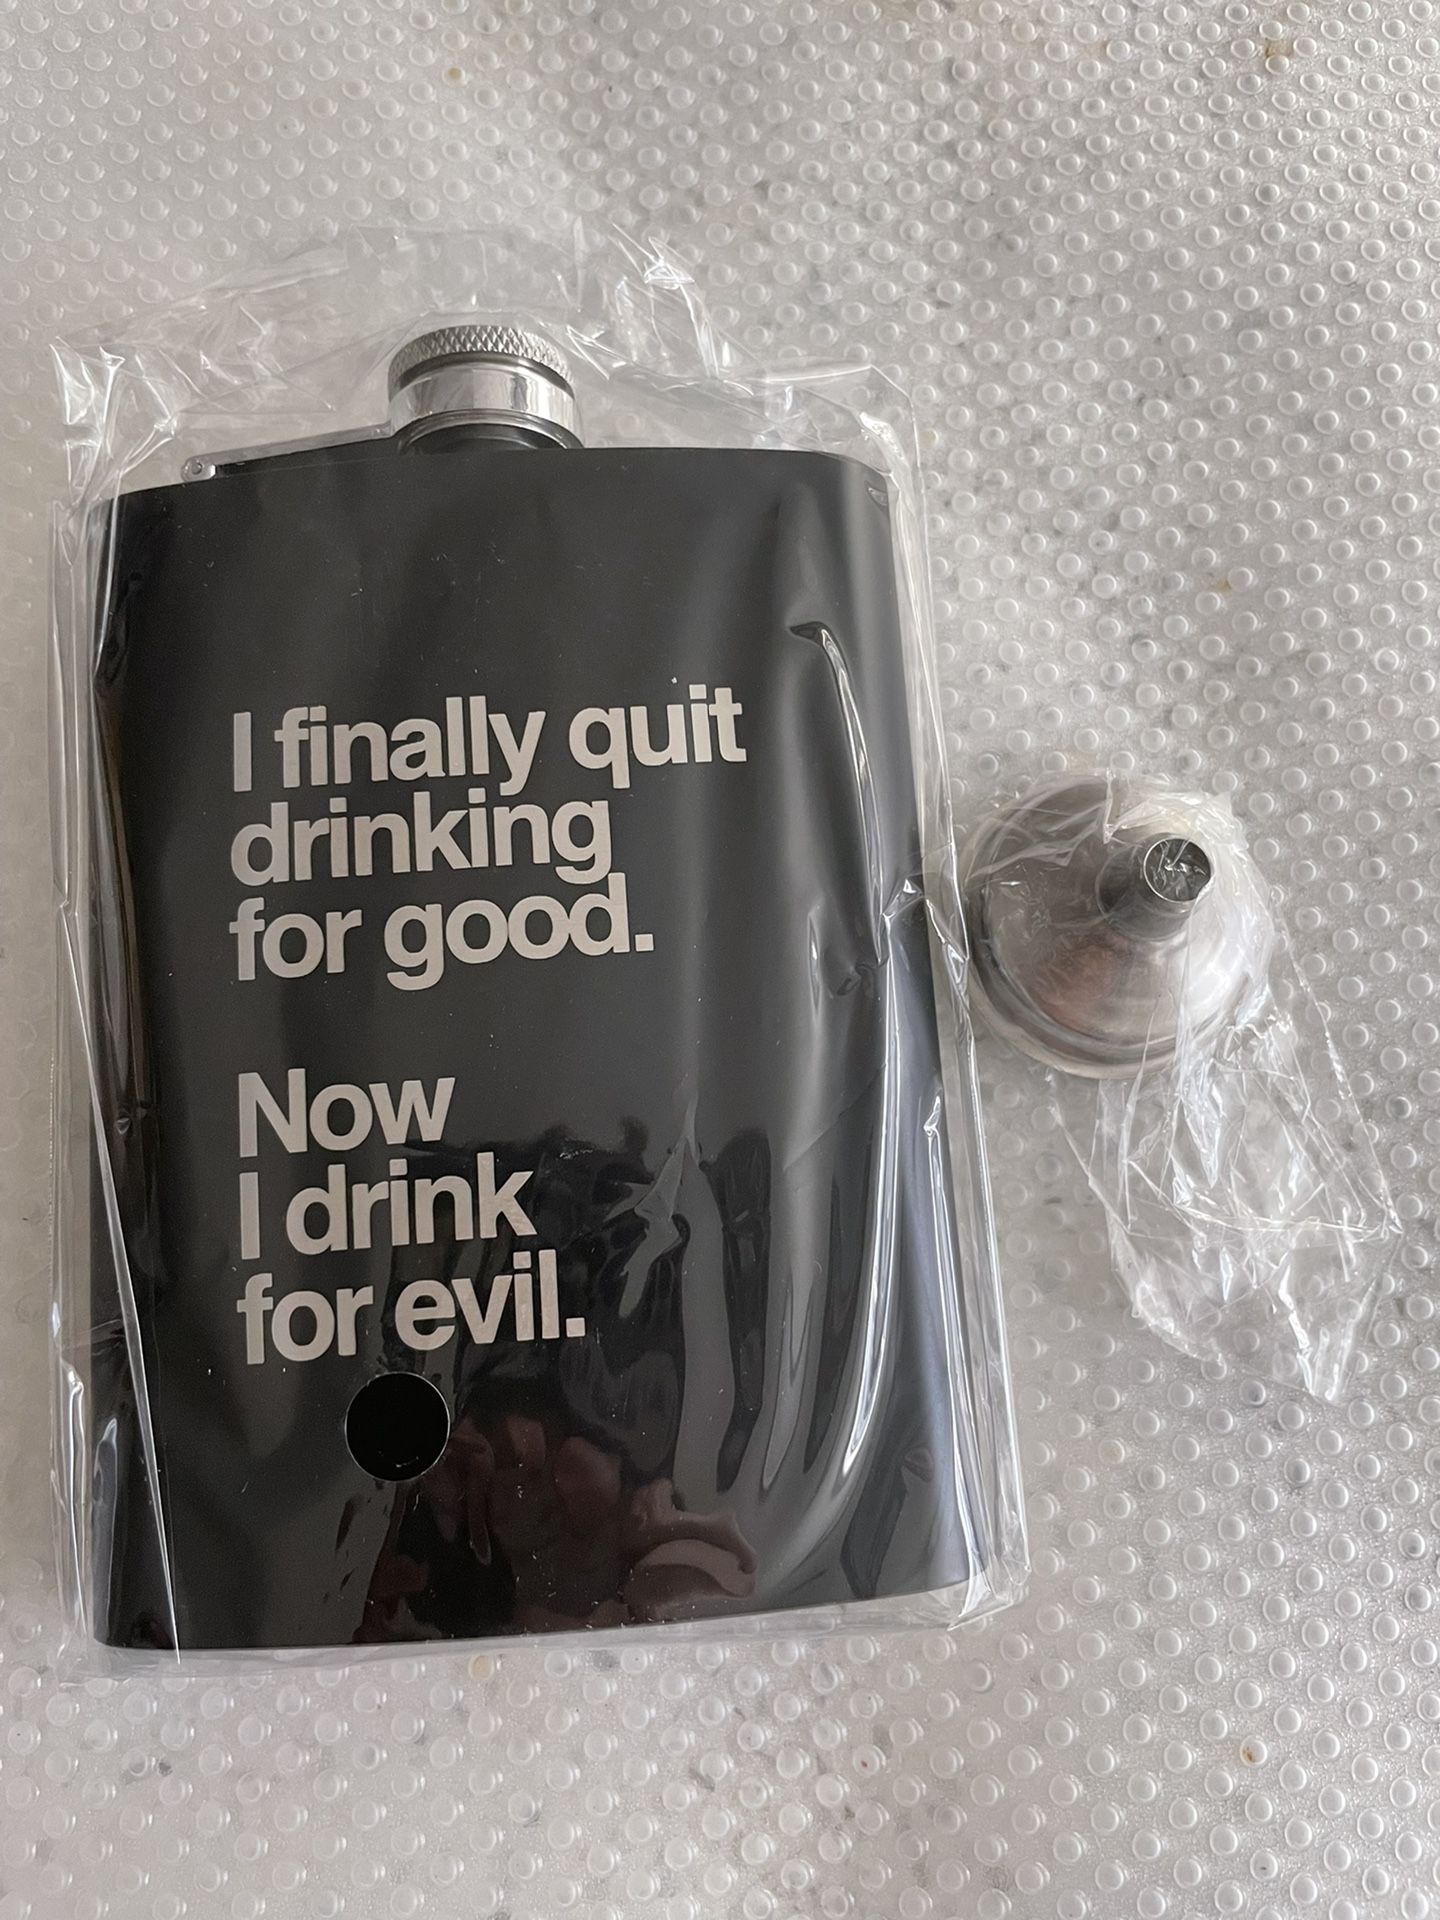 I finally quit
drinking
for good.
Now
I drink
for evil.